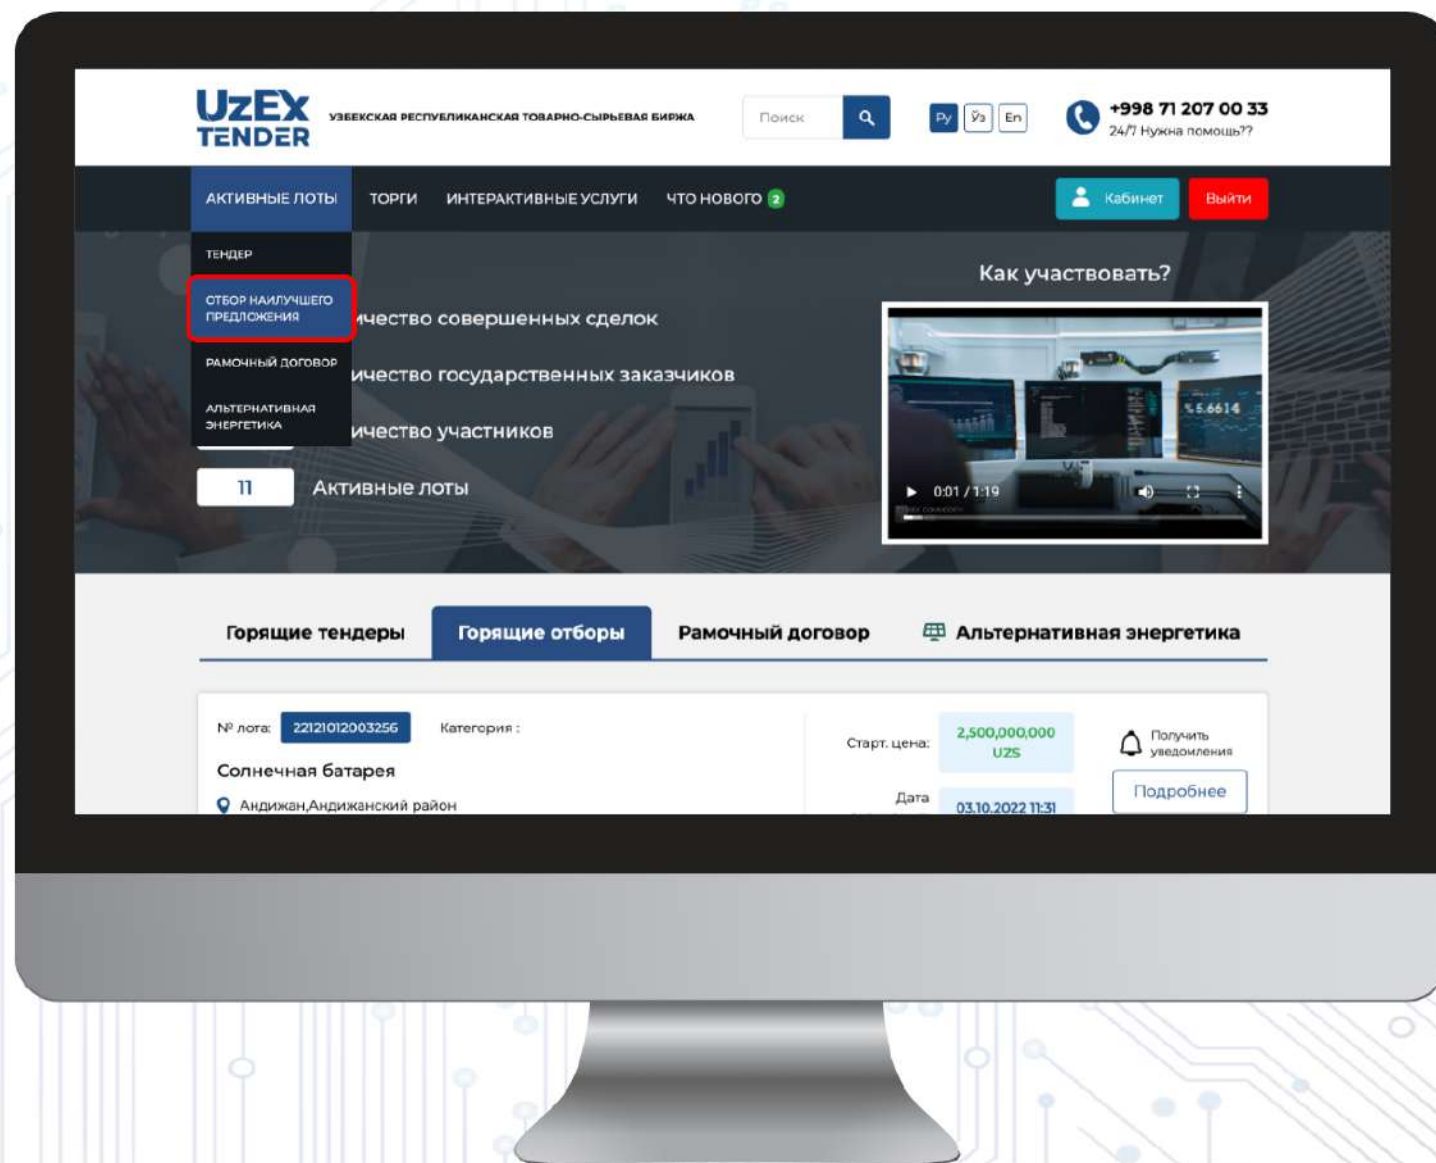 UzEX
TENDER
УЗБЕКСКАЯ РЕСПУБЛИКАНСКАЯ ТОВАРНО-СЫРЬЕВАЯ БИРЖА
Поиск
Ру Ўз En
+998 71 207 00 33
24/7 Нужна помощь??
АКТИВНЫЕ ЛОТЫ ТОРГИ ИНТЕРАКТИВНЫЕ УСЛУГИ ЧТО НОВОГО 2
Кабинет Выйти
ТЕНДЕР
ОТБОР НАИЛУЧШЕГО
ПРЕДЛОЖЕНИЯ
РАМОЧНЫЙ ДОГОВОР
АЛЬТЕРНАТИВНАЯ
ЭНЕРГЕТИКА
ичество совершенных сделок
ичество государственных заказчиков
ичество участников
11 Активные лоты
Как участвовать?
%5.6614
0:01 / 1:19
Горящие тендеры Горящие отборы Рамочный договор Альтернативная энергетика
№ лота: 22121012003256 Категория :
Солнечная батарея
Андижан,Андижанский район
Старт. цена: 2,500,000,000
UZS
Дата 03.10.2022 11:31
Получить
уведомления
Подробнее